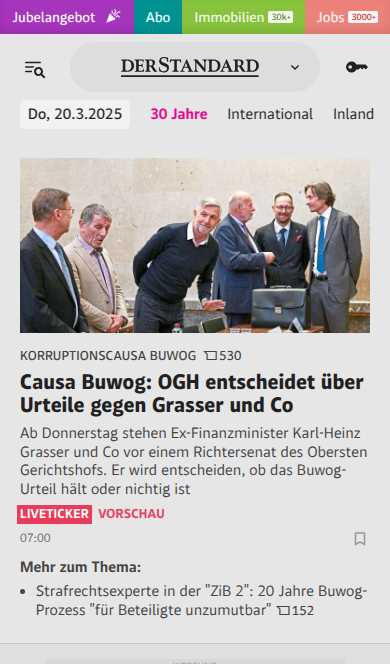 Jubelangebot
Abo
Immobilien 30k+
Jobs 3000+
DERSTANDARD
Do, 20.3.2025 30 Jahre International Inland
KORRUPTIONSCAUSA BUWOG 530
Causa Buwog: OGH entscheidet über
Urteile gegen Grasser und Co
Ab Donnerstag stehen Ex-Finanzminister Karl-Heinz
Grasser und Co vor einem Richtersenat des Obersten
Gerichtshofs. Er wird entscheiden, ob das Buwog-
Urteil hält oder nichtig ist
LIVETICKER VORSCHAU
07:00
Mehr zum Thema:
• Strafrechtsexperte in der "ZiB 2": 20 Jahre Buwog-
Prozess "für Beteiligte unzumutbar" 152